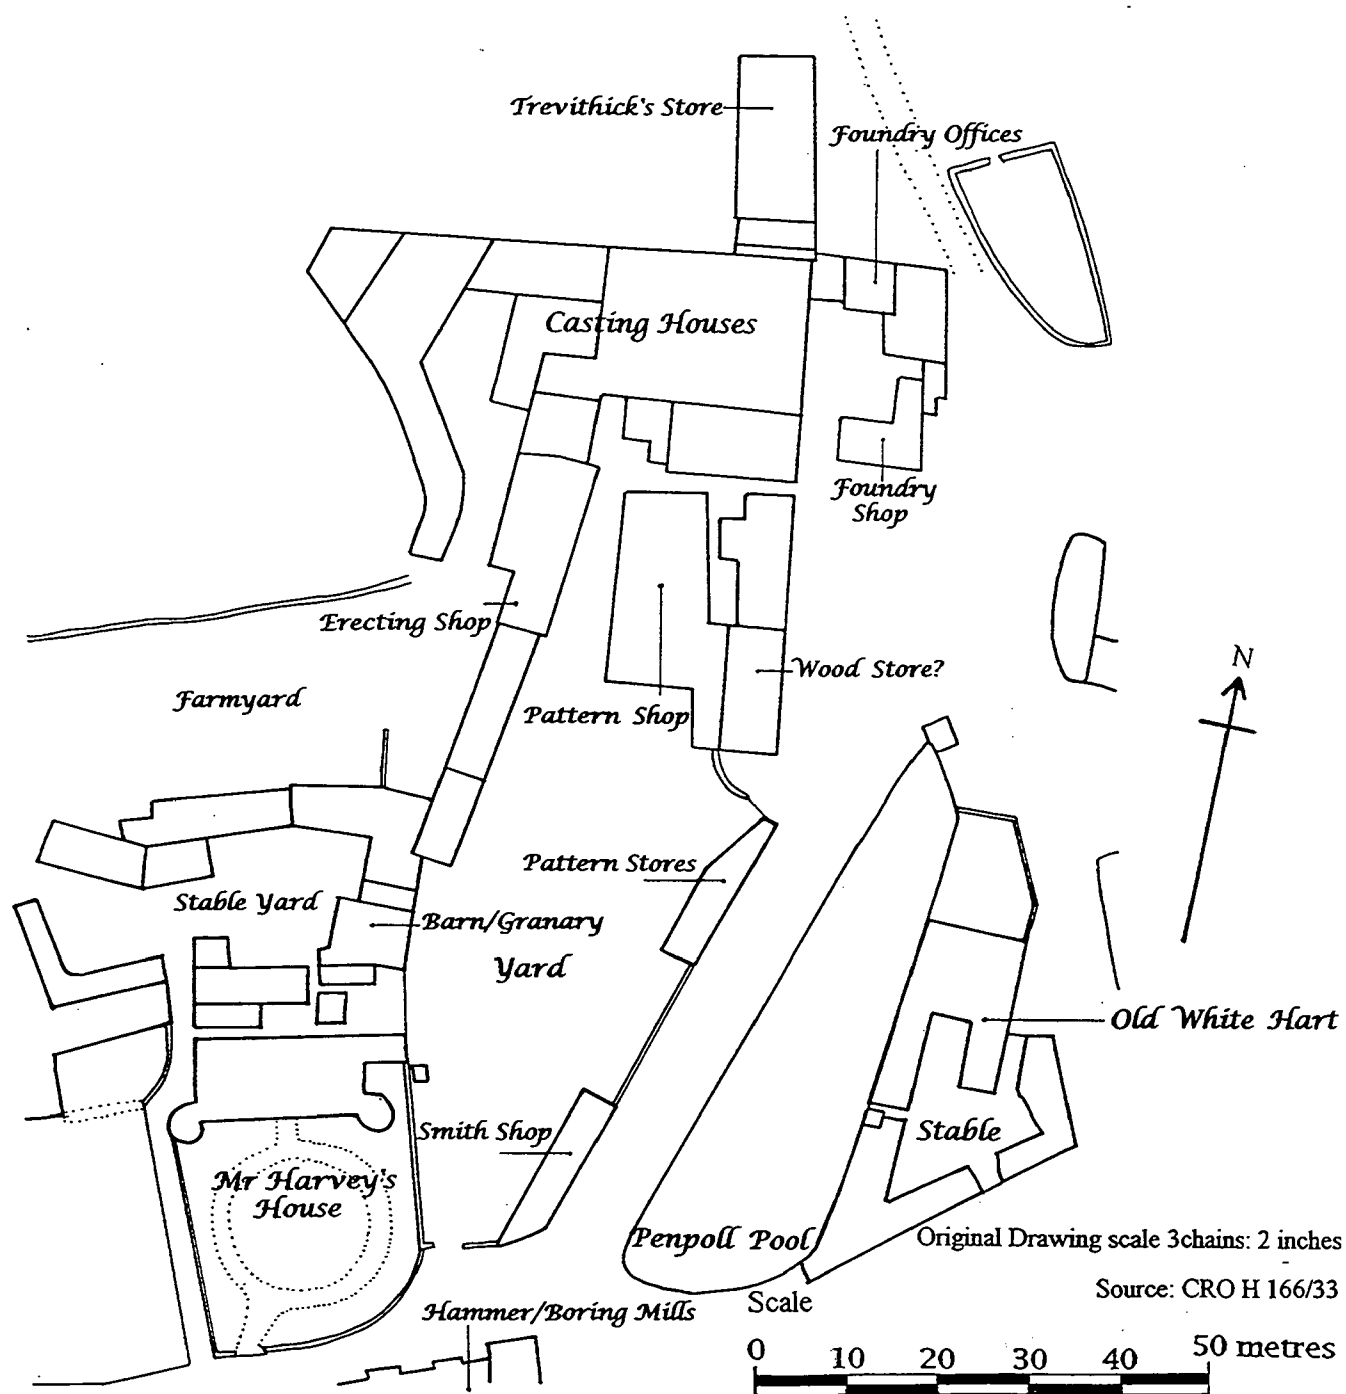 Trevithick's Store
Foundry Offices
Casting Houses
Foundry
Shop
Erecting Shop
Wood Store?
N
Farmyard
Pattern Shop
Pattern Stores
Stable Yard
Barn/Granary
Yard
Old White Hart
Smith Shop
Stable
Mr Harvey's
House
Penpoll Pool
Original Drawing scale 3chains: 2 inches
Source: CRO H 166/33
Hammer/Boring Mills
Scale
0 10 20 30 40 50 metres